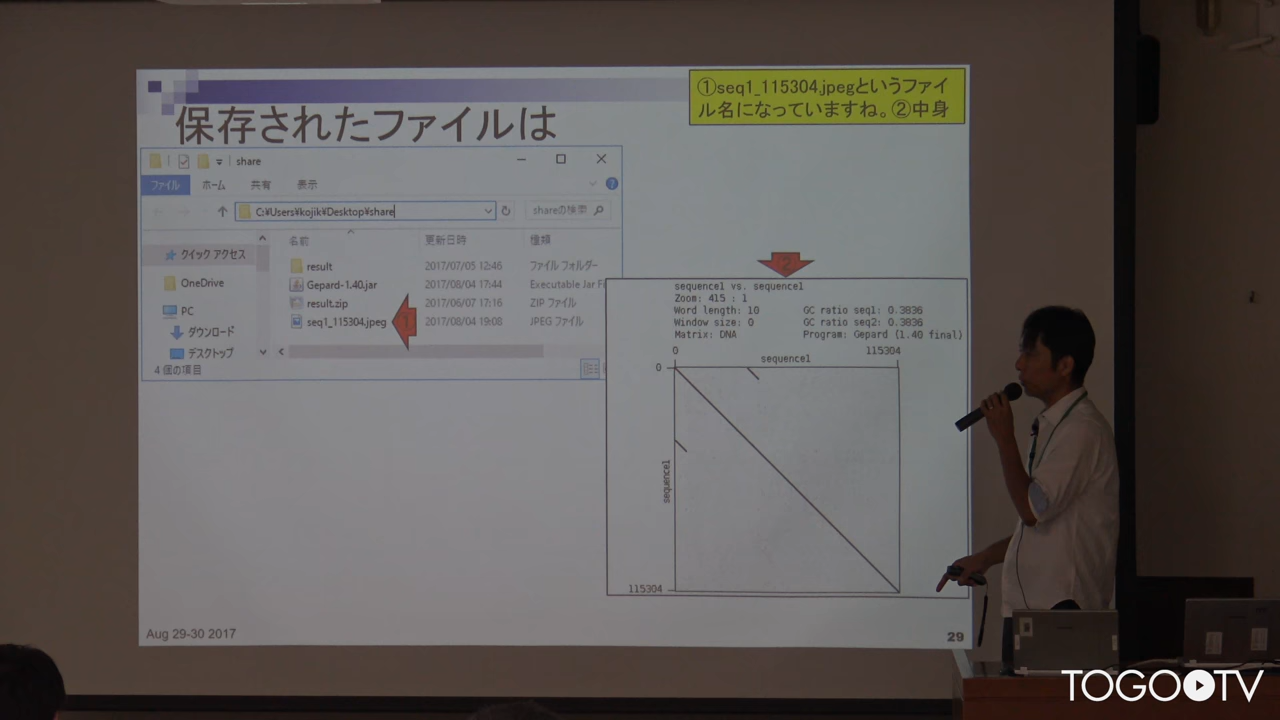 ①seq1_115304.jpegというファイ
ル名になっていますね。②中身
保存されたファイルは
share
ファイル ホーム 共有 表示
C:¥Users¥kojik¥Desktop¥share
shareの検索
名前 更新日時 種類
クイック アクセス
OneDrive
PC
ダウンロード
デスクトップ
result 2017/07/05 12:46 ファイル フォルダー
Gepard-1.40.jar 2017/08/04 17:44 Executable Jar Fi
result.zip 2017/06/07 17:16 ZIP ファイル
seq1_115304.jpeg 2017/08/04 19:08 JPEG ファイル
1
4 個の項目
2
sequence1 vs. sequence1
Zoom: 415 : 1
Word length: 10 GC ratio seq1: 0.3836
Window size: 0 GC ratio seq2: 0.3836
Matrix: DNA Program: Gepard (1.40 final)
0 115304
sequence1
0
sequence1
115304
Aug 29-30 2017
29
TOGO TV